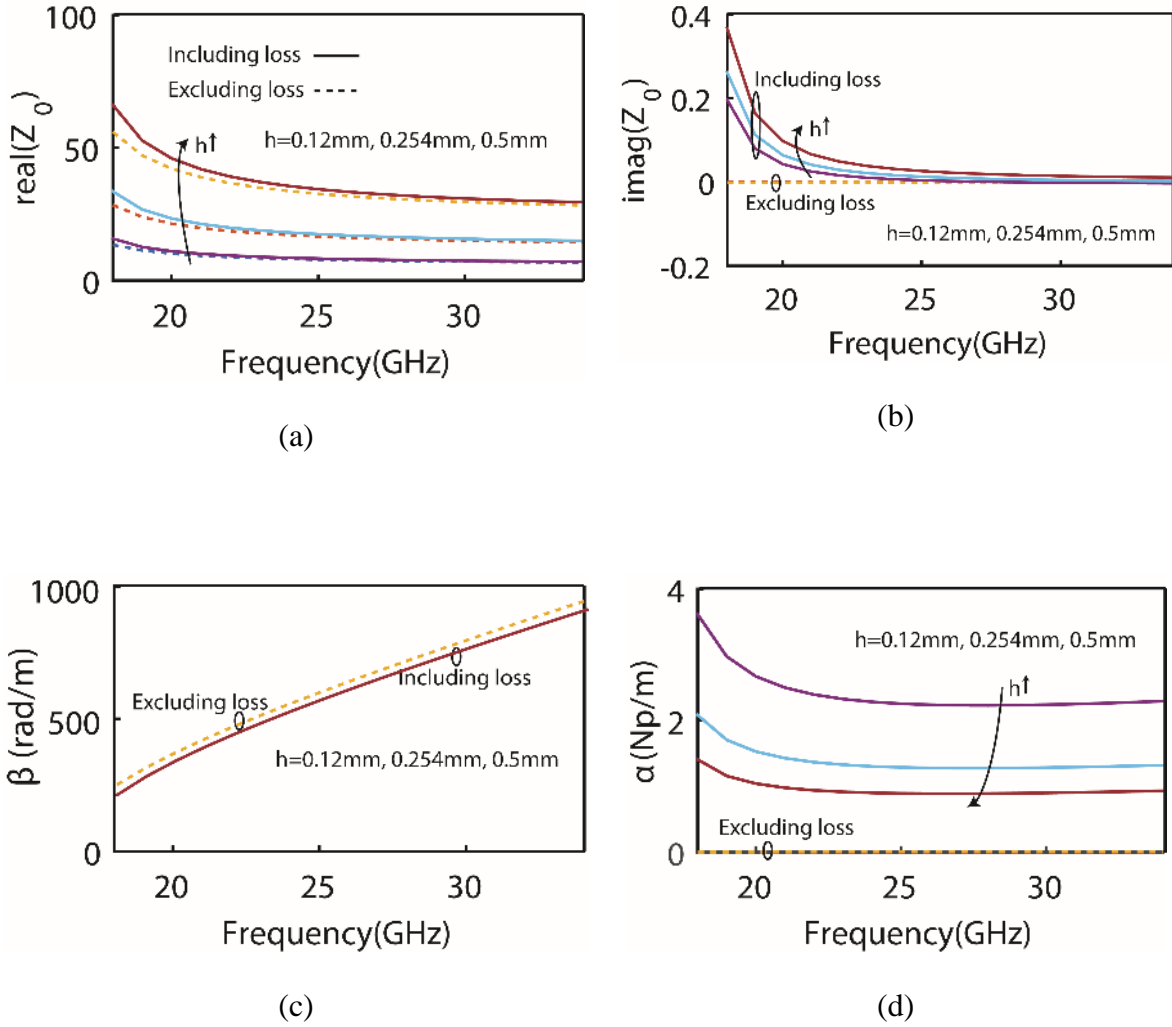 100
50
0
real(Z0)
Including loss
Excluding loss
h↑
h=0.12mm, 0.254mm, 0.5mm
20 25 30
Frequency(GHz)
(a)
0.4
0.2
0
-0.2
imag(Z0)
Including loss
h↑
Excluding loss
h=0.12mm, 0.254mm, 0.5mm
20 25 30
Frequency(GHz)
(b)
1000
500
0
β (rad/m)
Excluding loss
Including loss
h=0.12mm, 0.254mm, 0.5mm
20 25 30
Frequency(GHz)
(c)
4
2
0
α(Np/m)
h=0.12mm, 0.254mm, 0.5mm
h↑
Excluding loss
20 25 30
Frequency(GHz)
(d)